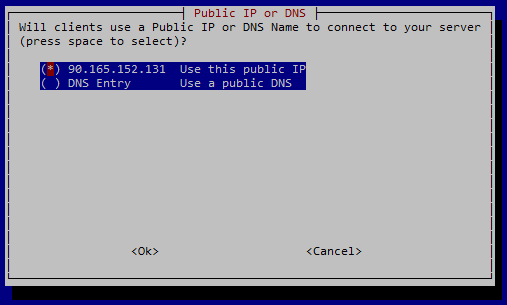 Public IP or DNS
Will clients use a Public IP or DNS Name to connect to your server
(press space to select)?
(*) 90.165.152.131 Use this public IP
( ) DNS Entry Use a public DNS
<Ok> <Cancel>